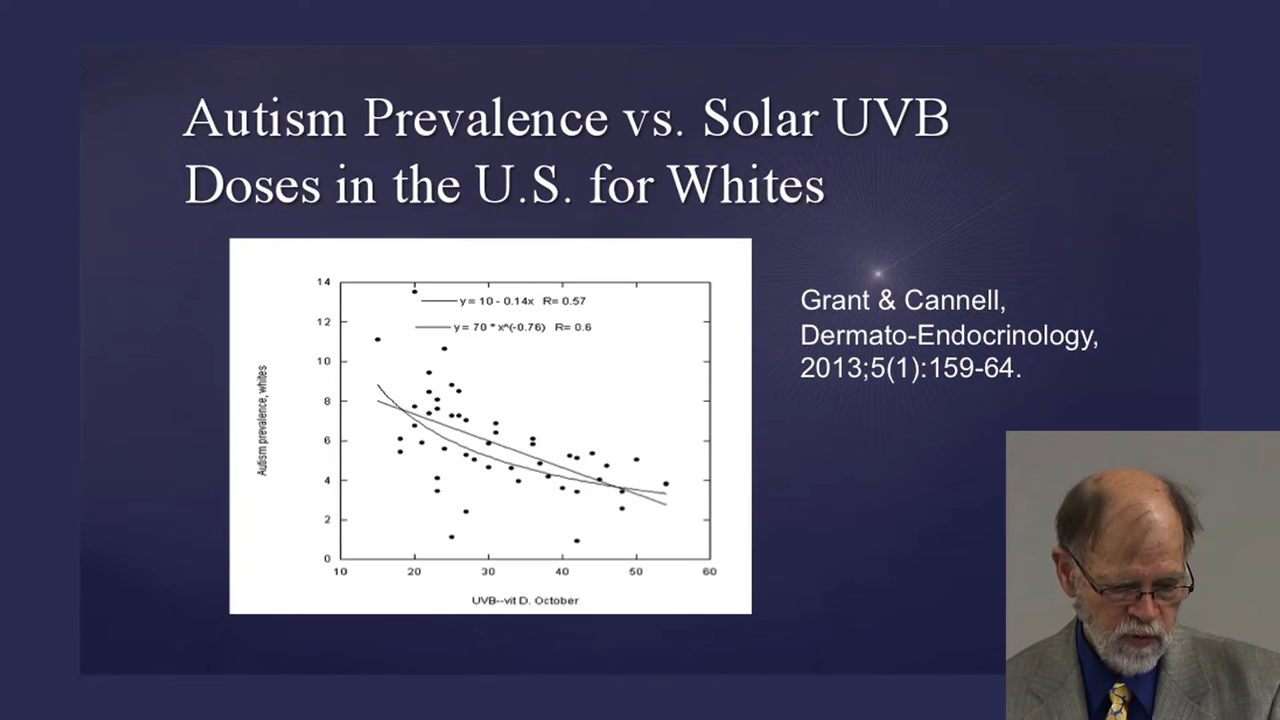 Autism Prevalence vs. Solar UVB
Doses in the U.S. for Whites
14
12
10
8
6
4
2
0
Autism prevalence, whites
y = 10 - 0.14x R= 0.57
y = 70 * x^(-0.76) R= 0.6
10 20 30 40 50 60
UVB--vit D. October
Grant & Cannell,
Dermato-Endocrinology,
2013;5(1):159-64.